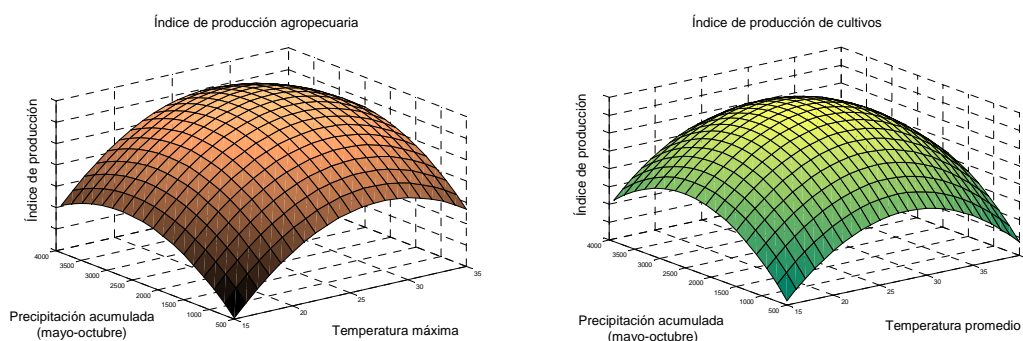 Índice de producción agropecuaria
Índice de producción
4000
3500
3000
2500
2000
1500
1000
500
15
20
25
30
35
Precipitación acumulada
(mayo-octubre)
Temperatura máxima
Índice de producción de cultivos
Índice de producción
4000
3500
3000
2500
2000
1500
1000
500
15
20
25
30
35
Precipitación acumulada
(mayo-octubre)
Temperatura promedio